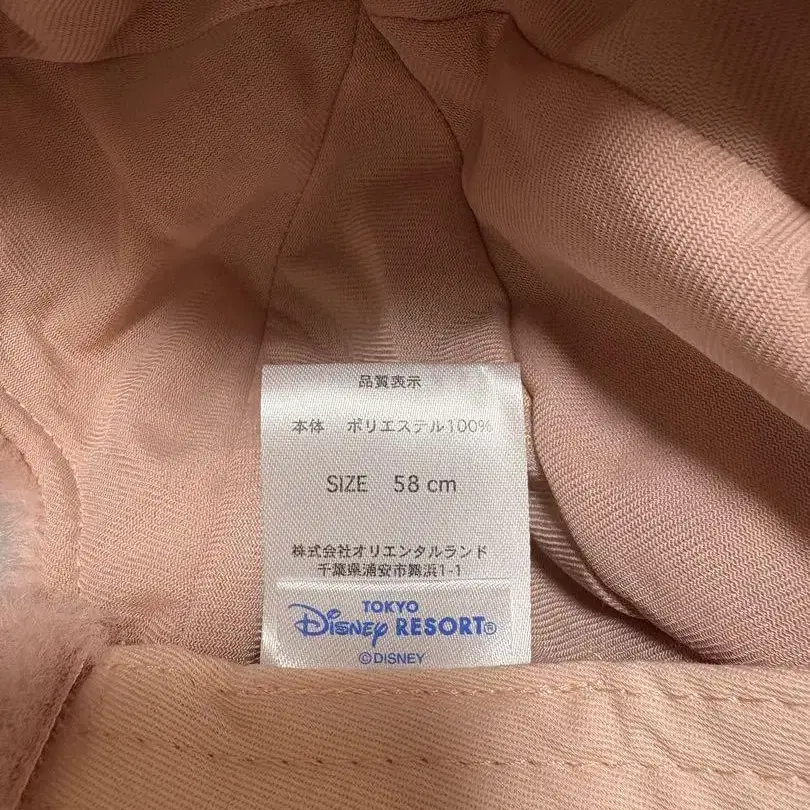 品質表示
本体 ポリエステル100%
SIZE 58 cm
株式会社オリエンタルランド
千葉県浦安市舞浜1-1
TOKYO
Disney RESORT®
©DISNEY